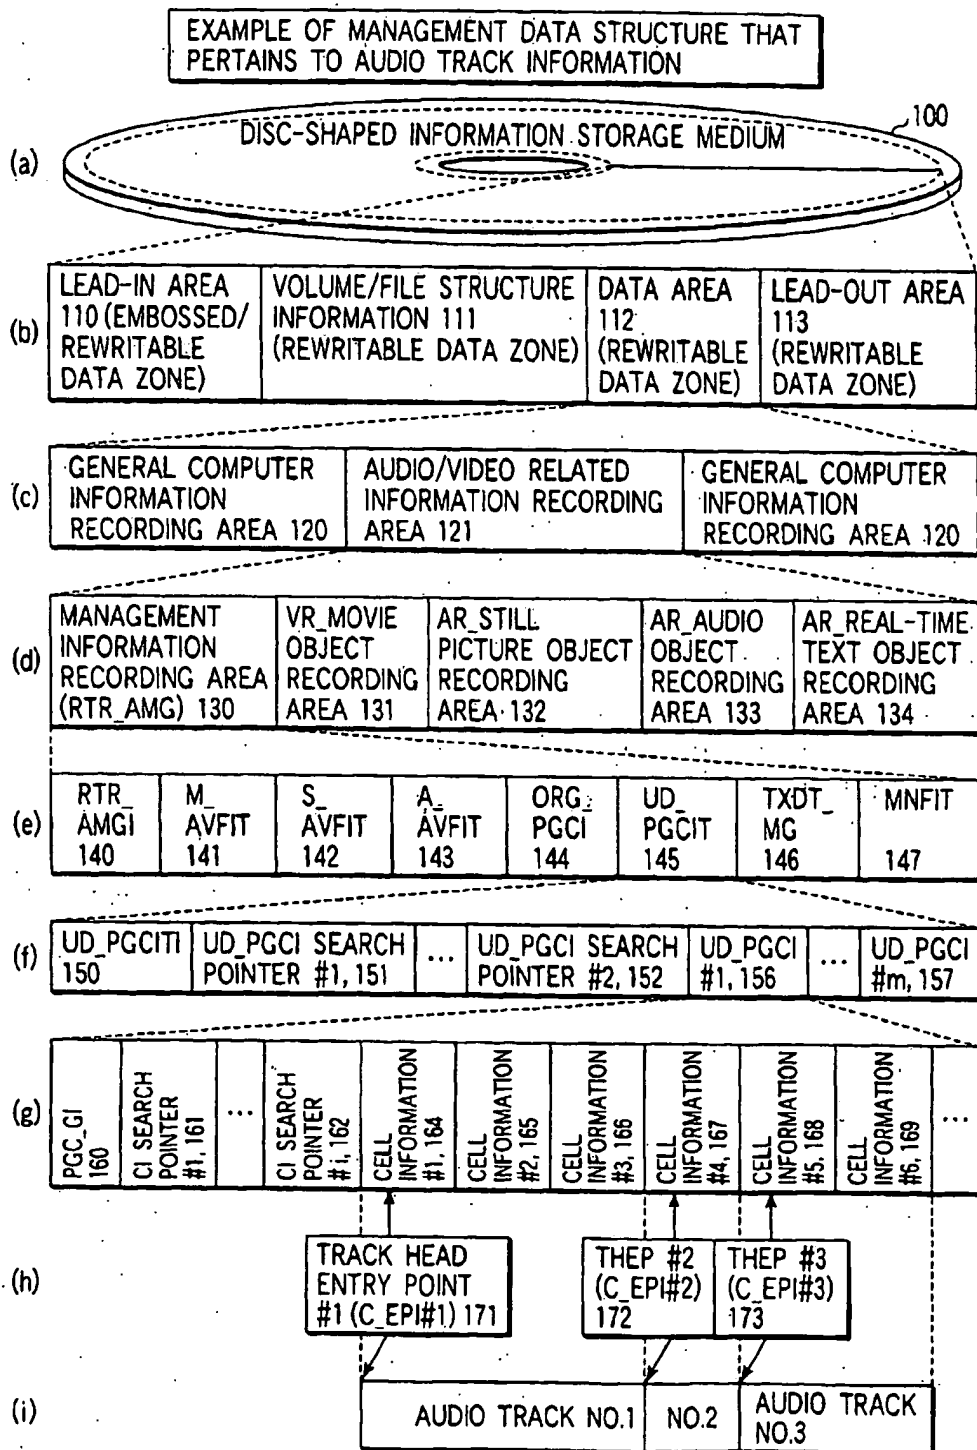 EXAMPLE OF MANAGEMENT DATA STRUCTURE THAT
PERTAINS TO AUDIO TRACK INFORMATION
100
DISC-SHAPED INFORMATION STORAGE MEDIUM
(a)
(b)
LEAD-IN AREA
110 (EMBOSSED/
REWRITABLE
DATA ZONE)
VOLUME/FILE STRUCTURE
INFORMATION 111
(REWRITABLE DATA ZONE)
DATA AREA
112
(REWRITABLE
DATA ZONE)
LEAD-OUT AREA
113
(REWRITABLE
DATA ZONE)
(c)
GENERAL COMPUTER
INFORMATION
RECORDING AREA 120
AUDIO/VIDEO RELATED
INFORMATION RECORDING
AREA 121
GENERAL COMPUTER
INFORMATION
RECORDING AREA 120
(d)
MANAGEMENT
INFORMATION
RECORDING AREA
(RTR_AMG) 130
VR_MOVIE
OBJECT
RECORDING
AREA 131
AR_STILL
PICTURE OBJECT
RECORDING
AREA 132
AR_AUDIO
OBJECT
RECORDING
AREA 133
AR_REAL-TIME
TEXT OBJECT
RECORDING
AREA 134
(e)
RTR_
AMGI
140
M_
AVFIT
141
S_
AVFIT
142
A_
AVFIT
143
ORG_
PGCI
144
UD_
PGCIT
145
TXDT_
MG
146
MNFIT
147
(f)
UD_PGCITI
150
UD_PGCI SEARCH
POINTER #1, 151
...
UD_PGCI SEARCH
POINTER #2, 152
UD_PGCI
#1, 156
...
UD_PGCI
#m, 157
(g)
PGC_GI
160
CI SEARCH
POINTER
#1, 161
...
CI SEARCH
POINTER
#i, 162
CELL
INFORMATION
#1, 164
CELL
INFORMATION
#2, 165
CELL
INFORMATION
#3, 166
CELL
INFORMATION
#4, 167
CELL
INFORMATION
#5, 168
CELL
INFORMATION
#6, 169
...
(h)
TRACK HEAD
ENTRY POINT
#1 (C_EPI#1) 171
THEP #2
(C_EPI#2)
172
THEP #3
(C_EPI#3)
173
(i)
AUDIO TRACK NO.1
NO.2
AUDIO TRACK
NO.3